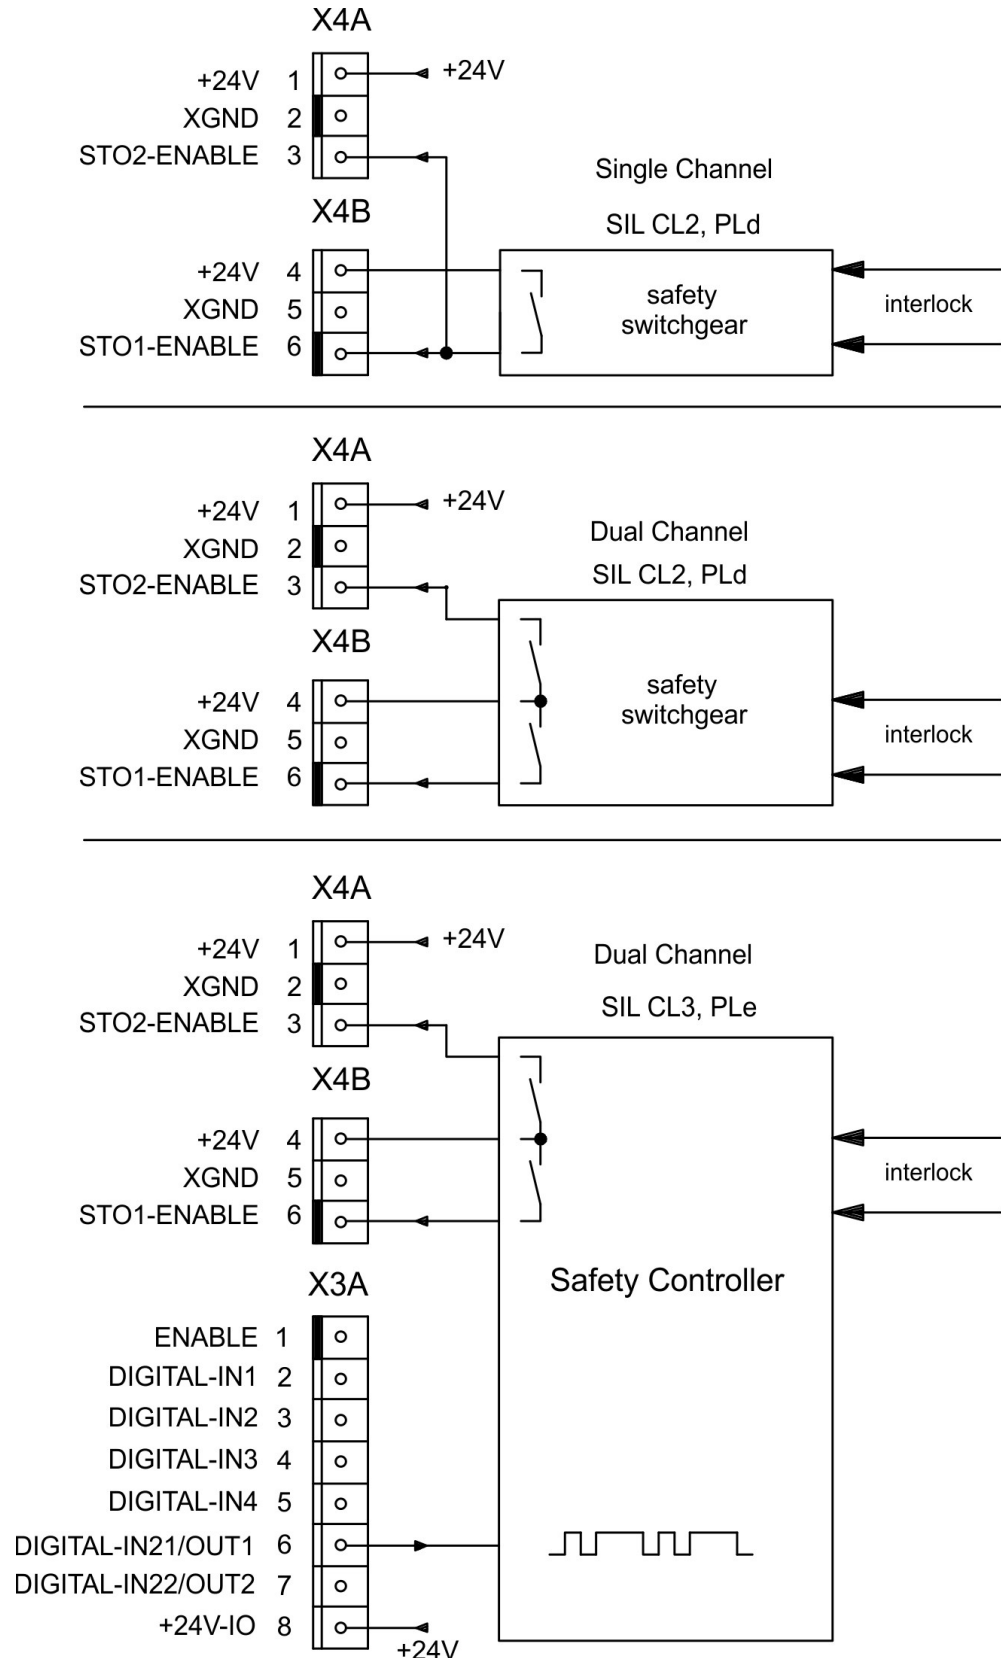 X4A
+24V 1 +24V
XGND 2
STO2-ENABLE 3
Single Channel
SIL CL2, PLd
X4B
+24V 4
XGND 5
STO1-ENABLE 6
safety
switchgear
interlock
X4A
+24V 1 +24V
XGND 2
STO2-ENABLE 3
Dual Channel
SIL CL2, PLd
X4B
+24V 4
XGND 5
STO1-ENABLE 6
safety
switchgear
interlock
X4A
+24V 1 +24V
XGND 2
STO2-ENABLE 3
Dual Channel
SIL CL3, PLe
X4B
+24V 4
XGND 5
STO1-ENABLE 6
interlock
Safety Controller
X3A
ENABLE 1
DIGITAL-IN1 2
DIGITAL-IN2 3
DIGITAL-IN3 4
DIGITAL-IN4 5
DIGITAL-IN21/OUT1 6
DIGITAL-IN22/OUT2 7
+24V-IO 8
+24V